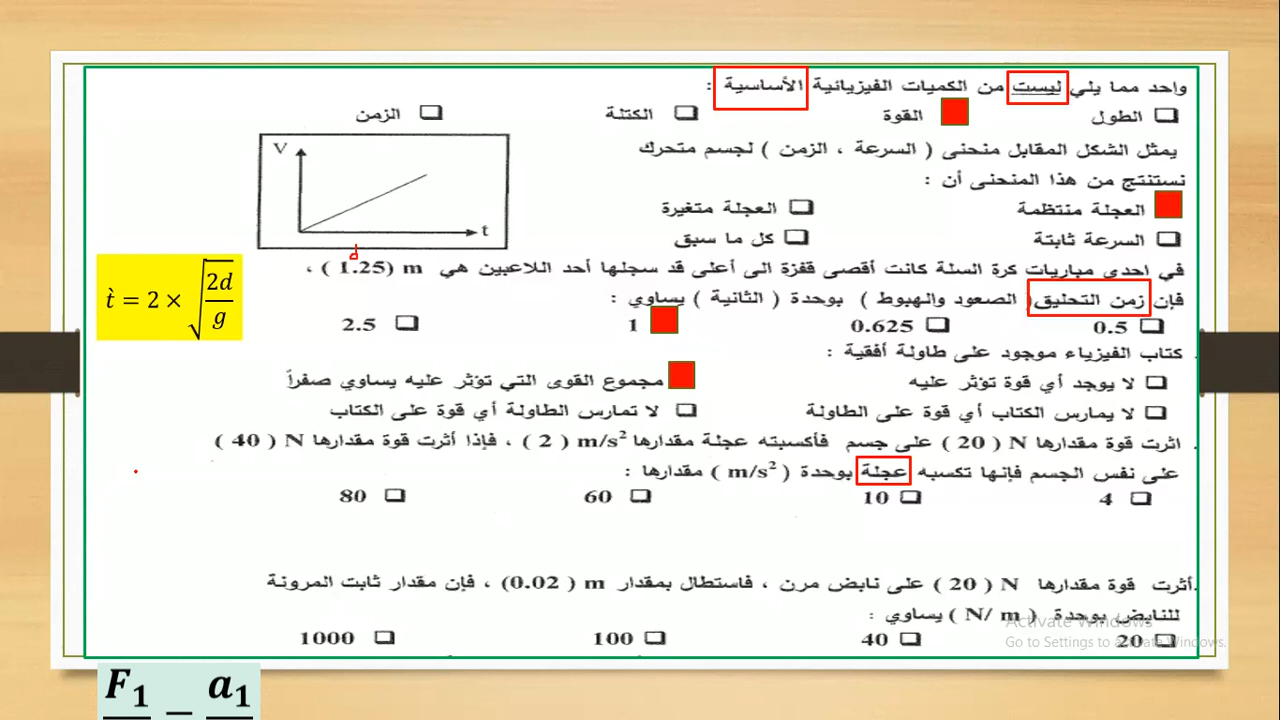 واحد مما يلي ليست من الكميات الفيزيائية الأساسية :
الطول القوة الكتلة الزمن
يمثل الشكل المقابل منحنى ( السرعة ، الزمن ) لجسم متحرك
نستنتج من هذا المنحنى أن :
العجلة منتظمة العجلة متغيرة
السرعة ثابتة كل ما سبق
V
t
d
في احدى مباريات كرة السلة كانت أقصى قفزة الى أعلى قد سجلها أحد اللاعبين هي m (1.25 ) ،
فإن زمن التحليق ( الصعود والهبوط ) بوحدة ( الثانية ) يساوي :
0.5 0.625 1 2.5
t̀ = 2 × √(2d/g)
كتاب الفيزياء موجود على طاولة أفقية :
لا يوجد أي قوة تؤثر عليه مجموع القوى التي تؤثر عليه يساوي صفراً
لا يمارس الكتاب أي قوة على الطاولة لا تمارس الطاولة أي قوة على الكتاب
اثرت قوة مقدارها N ( 20 ) على جسم فأكسبته عجلة مقدارها m/s² ( 2 ) ، فإذا أثرت قوة مقدارها N ( 40 )
على نفس الجسم فإنها تكسبه عجلة بوحدة ( m/s² ) مقدارها :
4 10 60 80
أثرت قوة مقدارها N ( 20 ) على نابض مرن ، فاستطال بمقدار m ( 0.02) ، فإن مقدار ثابت المرونة
للنابض بوحدة ( N/ m ) يساوي :
20 40 100 1000
Activate Windows
Go to Settings to activate Windows.
F₁ a₁